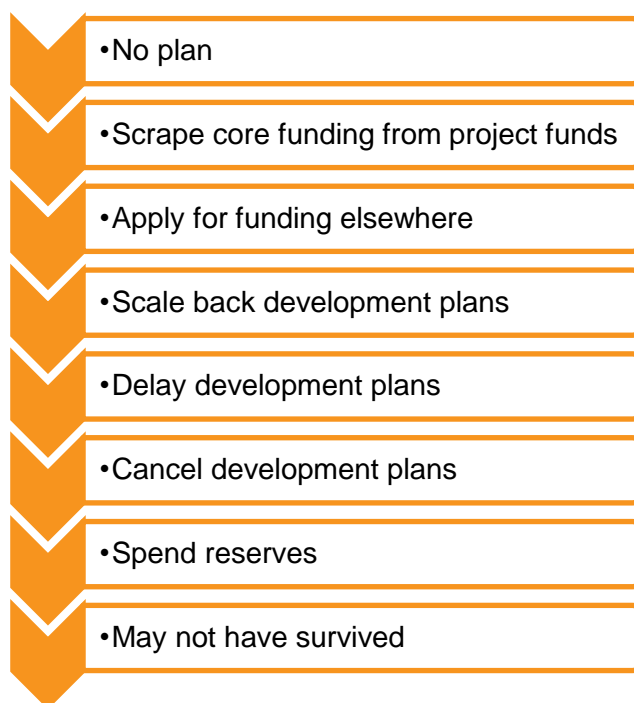 •No plan
•Scrape core funding from project funds
•Apply for funding elsewhere
•Scale back development plans
•Delay development plans
•Cancel development plans
•Spend reserves
•May not have survived